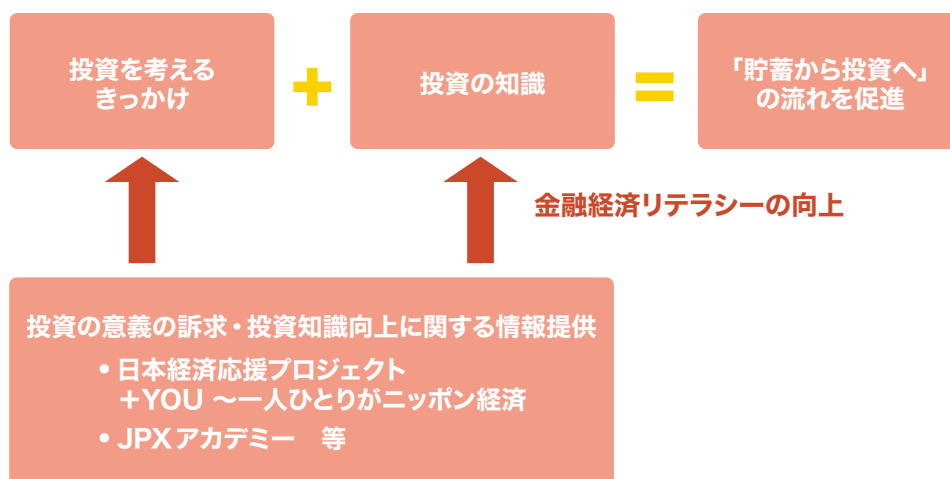 投資を考える
きっかけ
+
投資の知識
=
「貯蓄から投資へ」
の流れを促進
金融経済リテラシーの向上
投資の意義の訴求・投資知識向上に関する情報提供
• 日本経済応援プロジェクト
＋YOU ～一人ひとりがニッポン経済
• JPXアカデミー　等